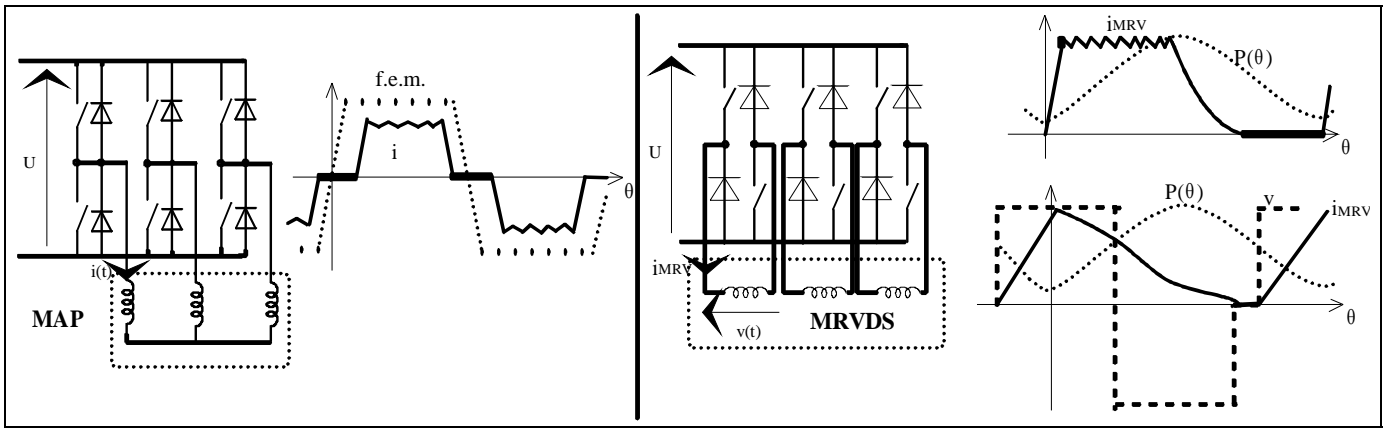 U
i(t)
MAP
f.e.m.
i
θ
U
iMRV
v(t)
MRVDS
iMRV
P(θ)
θ
P(θ)
v
iMRV
θ